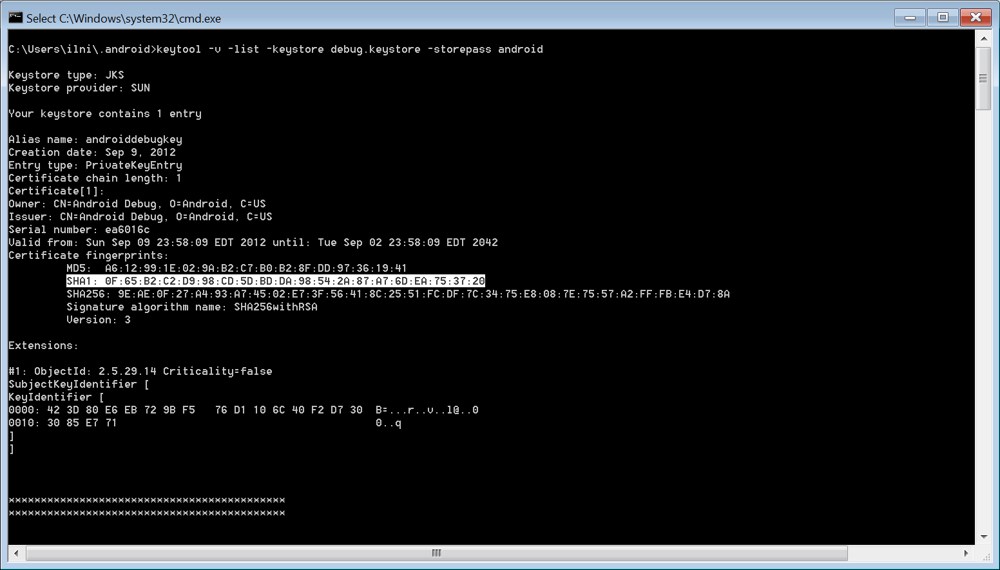 Select C:\Windows\system32\cmd.exe
C:\Users\ilni\.android>keytool -v -list -keystore debug.keystore -storepass android
Keystore type: JKS
Keystore provider: SUN
Your keystore contains 1 entry
Alias name: androiddebugkey
Creation date: Sep 9, 2012
Entry type: PrivateKeyEntry
Certificate chain length: 1
Certificate[1]:
Owner: CN=Android Debug, O=Android, C=US
Issuer: CN=Android Debug, O=Android, C=US
Serial number: ea6016c
Valid from: Sun Sep 09 23:58:09 EDT 2012 until: Tue Sep 02 23:58:09 EDT 2042
Certificate fingerprints:
MD5:  A6:12:99:1E:02:9A:B2:C7:B0:B2:8F:DD:97:36:19:41
SHA1: 0F:65:B2:C2:D9:98:CD:5D:BD:DA:98:54:2A:87:A7:6D:EA:75:37:20
SHA256: 9E:AE:0F:27:A4:93:A7:45:02:E7:3F:56:41:8C:25:51:FC:DF:7C:34:75:E8:08:7E:75:57:A2:FF:FB:E4:D7:8A
Signature algorithm name: SHA256withRSA
Version: 3
Extensions:
#1: ObjectId: 2.5.29.14 Criticality=false
SubjectKeyIdentifier [
KeyIdentifier [
0000: 42 3D 80 E6 EB 72 9B F5   76 D1 10 6C 40 F2 D7 30  B=...r..v..l@..0
0010: 30 85 E7 71                                        0..q
]
]
*******************************************
*******************************************